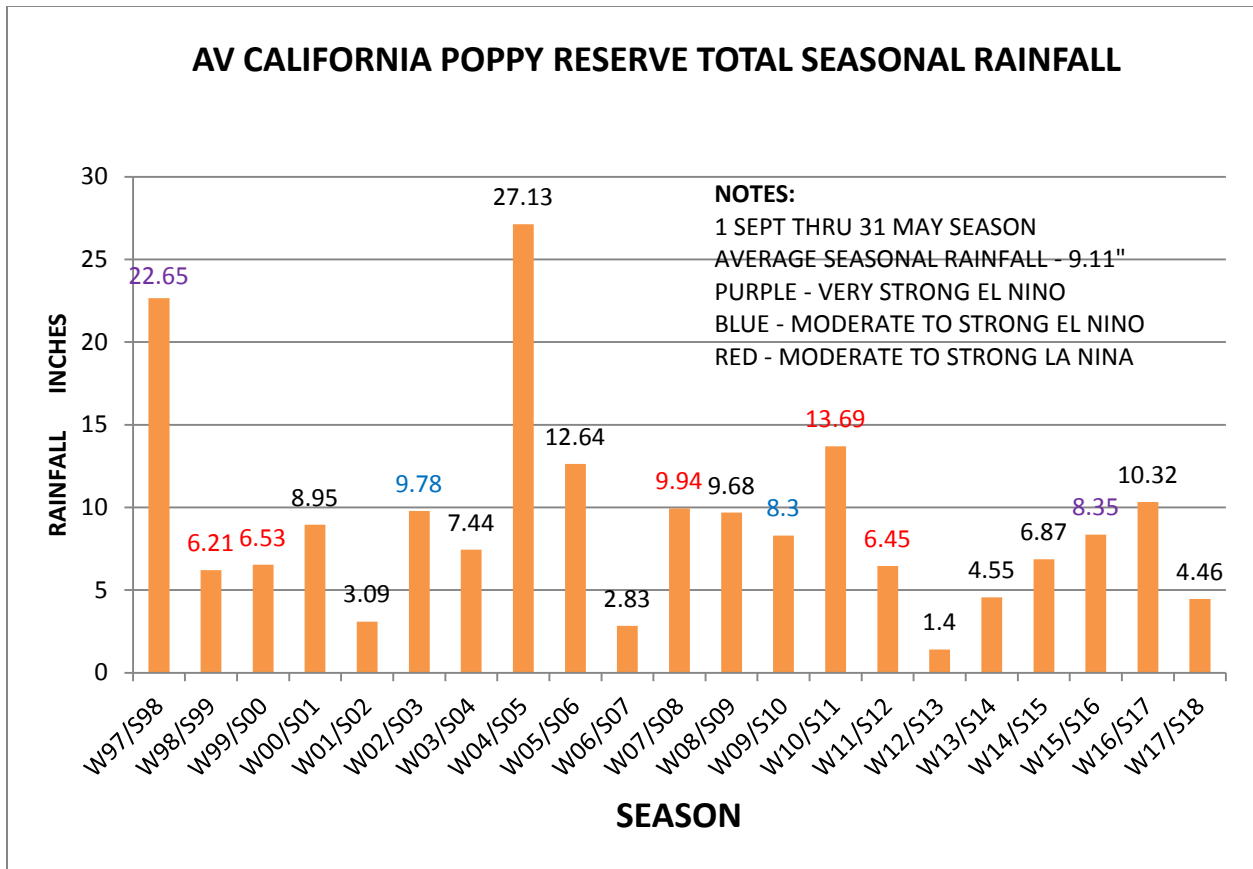 AV CALIFORNIA POPPY RESERVE TOTAL SEASONAL RAINFALL
RAINFALL INCHES
30
25
20
15
10
5
0
NOTES:
1 SEPT THRU 31 MAY SEASON
AVERAGE SEASONAL RAINFALL - 9.11"
PURPLE - VERY STRONG EL NINO
BLUE - MODERATE TO STRONG EL NINO
RED - MODERATE TO STRONG LA NINA
22.65
6.21
6.53
8.95
3.09
9.78
7.44
27.13
12.64
2.83
9.94
9.68
8.3
13.69
6.45
1.4
4.55
6.87
8.35
10.32
4.46
W97/S98
W98/S99
W99/S00
W00/S01
W01/S02
W02/S03
W03/S04
W04/S05
W05/S06
W06/S07
W07/S08
W08/S09
W09/S10
W10/S11
W11/S12
W12/S13
W13/S14
W14/S15
W15/S16
W16/S17
W17/S18
SEASON